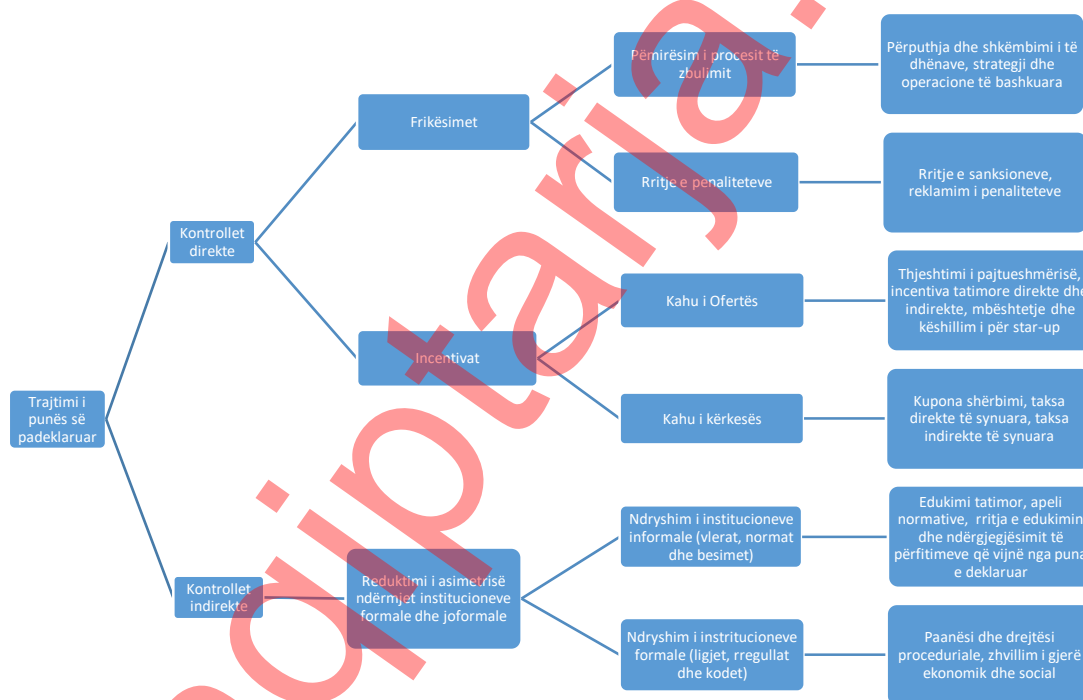 Përputhja dhe shkëmbimi i të
dhënave, strategji dhe
operacione të bashkuara
Pëmirësim i procesit të
zbulimit
Frikësimet
Rritje e penaliteteve
Rritje e sanksioneve,
reklamim i penaliteteve
Kontrollet
direkte
Kahu i Ofertës
Thjeshtimi i pajtueshmërisë,
incentiva tatimore direkte dhe
indirekte, mbështetje dhe
këshillim i për star-up
Incentivat
Kahu i kërkesës
Kupona shërbimi, taksa
direkte të synuara, taksa
indirekte të synuara
Trajtimi i
punës së
padeklaruar
Ndryshim i institucioneve
informale (vlerat, normat
dhe besimet)
Edukimi tatimor, apeli
normative, rritja e edukimin
dhe ndërgjegjësimit të
përfitimeve që vijnë nga puna
e deklaruar
Kontrollet
indirekte
Reduktimi i asimetrisë
ndërmjet institucioneve
formale dhe joformale
Ndryshim i instritucioneve
formale (ligjet, rregullat
dhe kodet)
Paanësi dhe drejtësi
proceduriale, zhvillim i gjerë
ekonomik dhe social